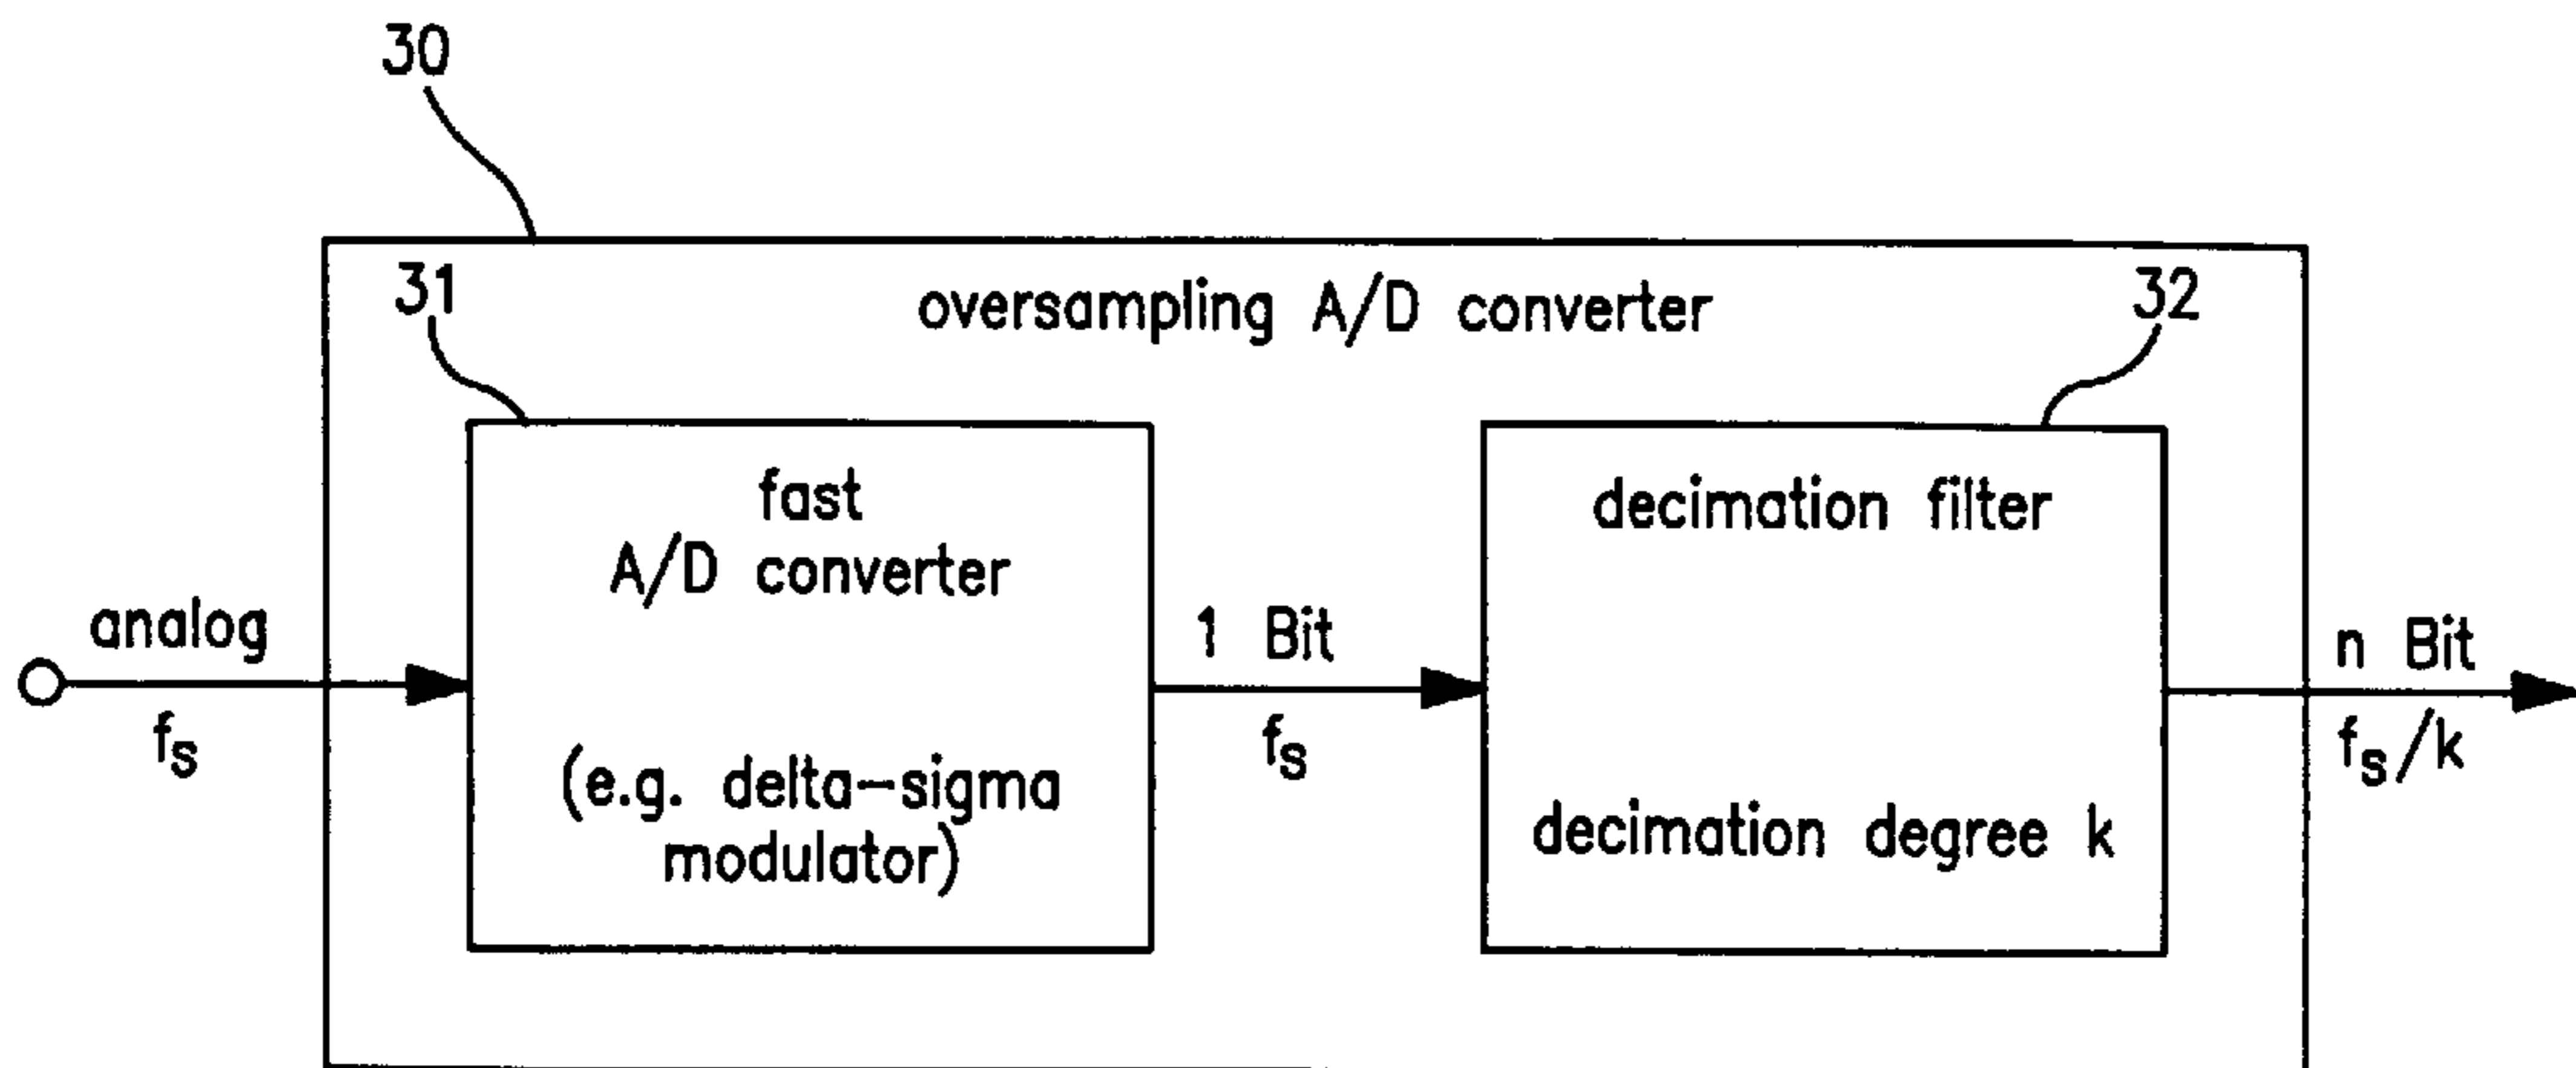 30
31
oversampling A/D converter
32
fast
A/D converter
(e.g. delta-sigma
modulator)
decimation filter
decimation degree k
analog
fs
1 Bit
fs
n Bit
fs/k